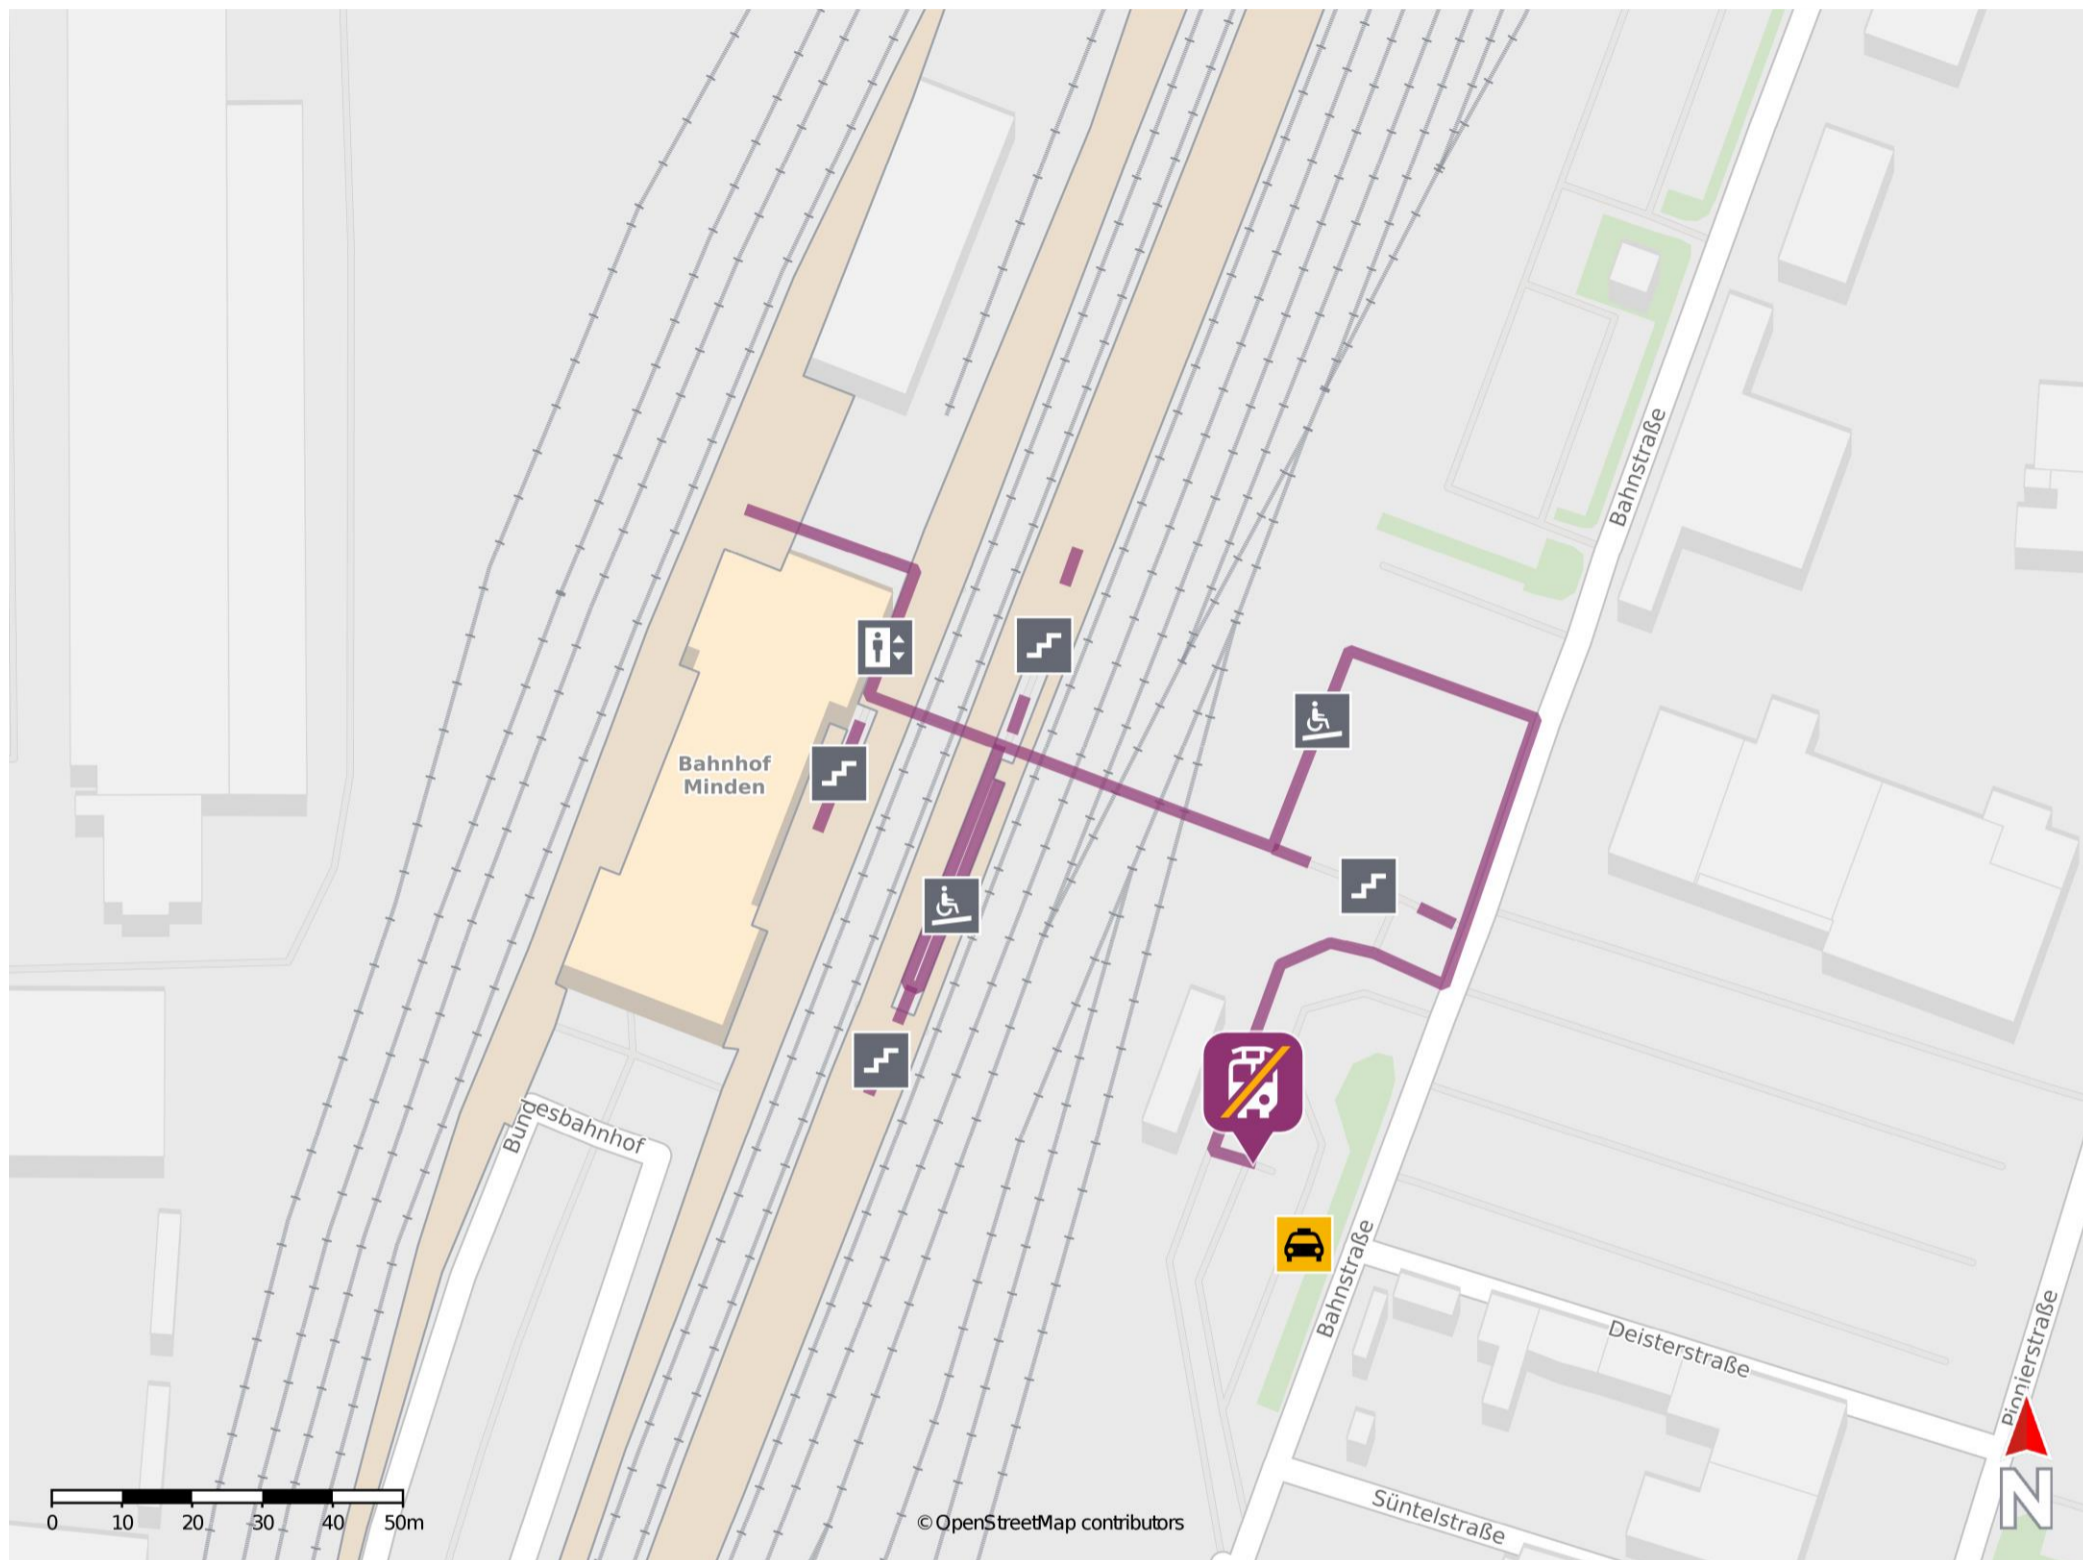 Bahnstraße
Bahnhof
Minden
Bundesbahnhof
Bahnstraße
Deisterstraße
Pionierstraße
Süntelstraße
0 10 20 30 40 50m
© OpenStreetMap contributors
N